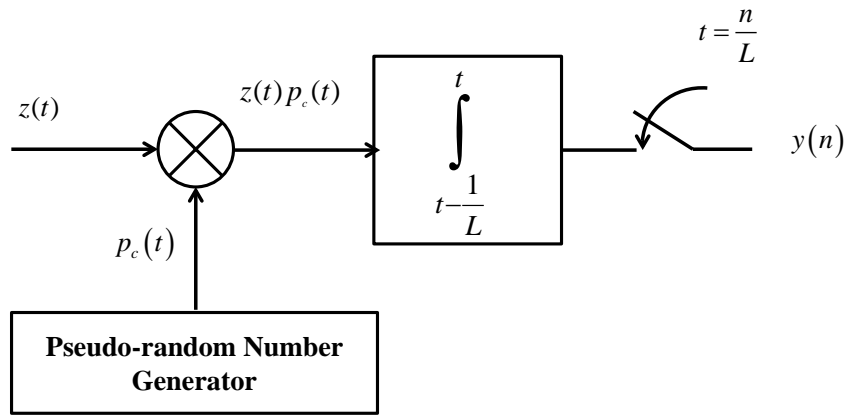 t = n/L
z(t)
z(t) p_c(t)
∫_{t-1/L}^{t}
y(n)
p_c(t)
Pseudo-random Number
Generator